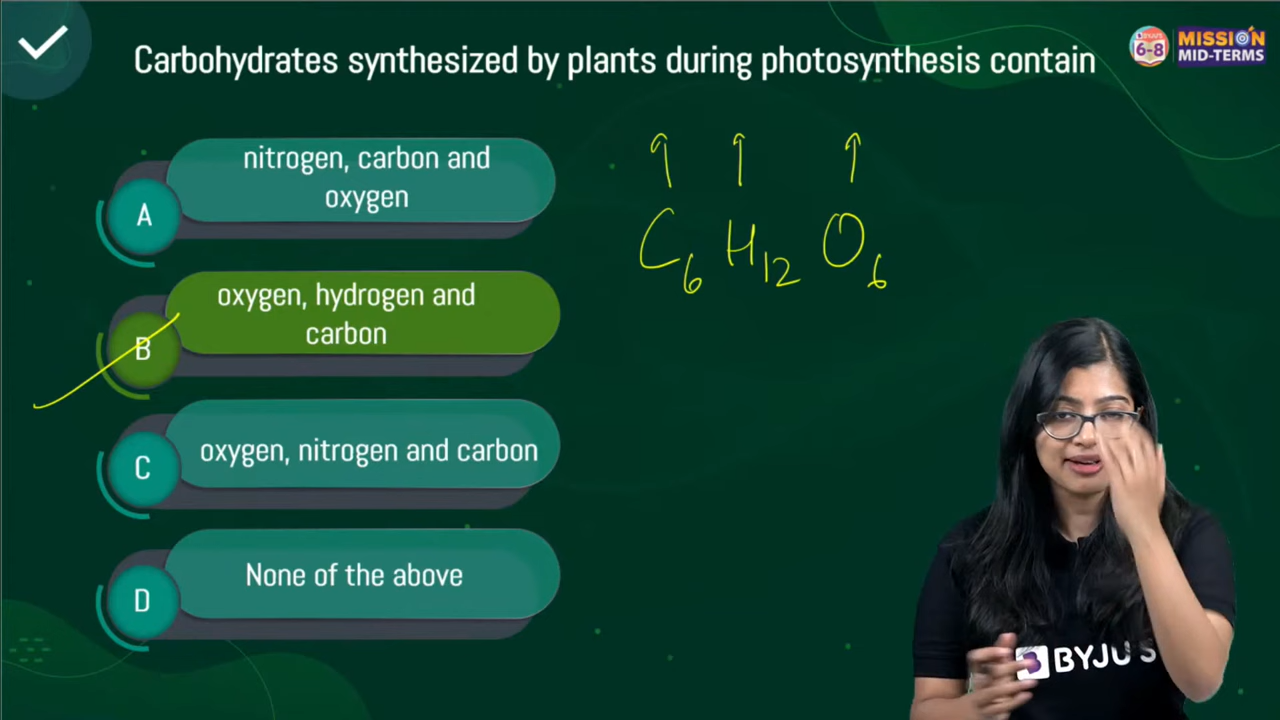 Carbohydrates synthesized by plants during photosynthesis contain
BYJU'S
6-8
MISSION
MID-TERMS
A
nitrogen, carbon and
oxygen
B
oxygen, hydrogen and
carbon
C
oxygen, nitrogen and carbon
D
None of the above
C6 H12 O6
BYJU'S